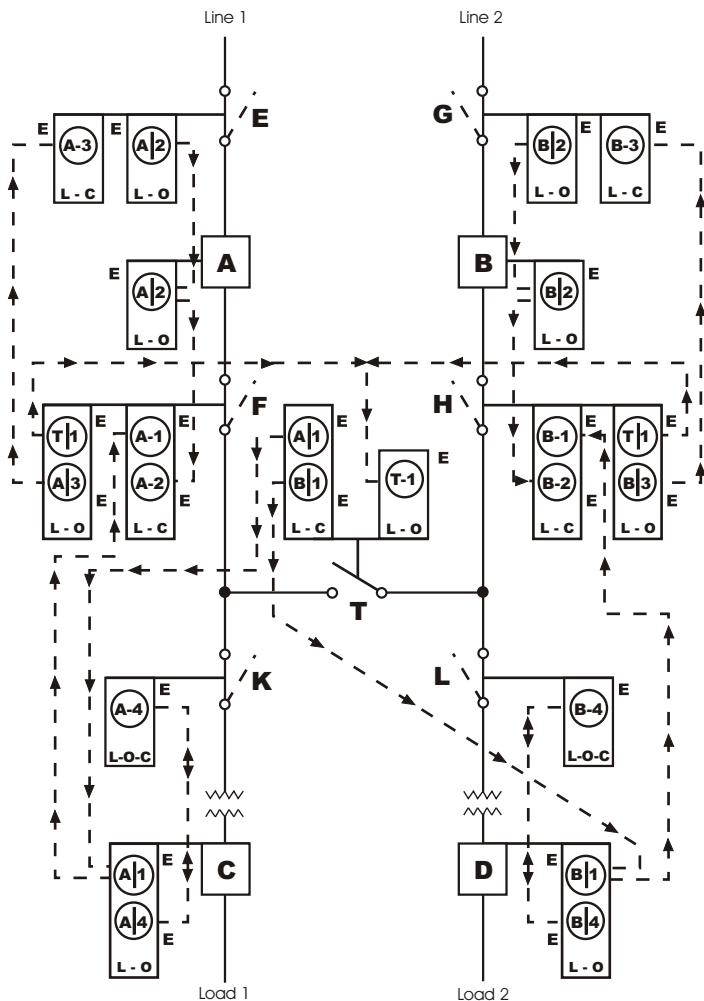 Line 1 Line 2
E G
E A-3 E A|2 B|2 E B-3 E
L - C L - O L - O L - C
A B
E A|2 B|2 E
L - O L - O
F H
T|1 E A-1 E A|1 E B-1 E T|1 E
T-1 E
A|3 E A-2 E B|1 E B-2 E B|3 E
L - O L - C L - C L - O L - C L - O
T
K L
A-4 E B-4 E
L-O-C L-O-C
A|1 E C D E B|1
A|4 E E B|4
L - O L - O
Load 1 Load 2